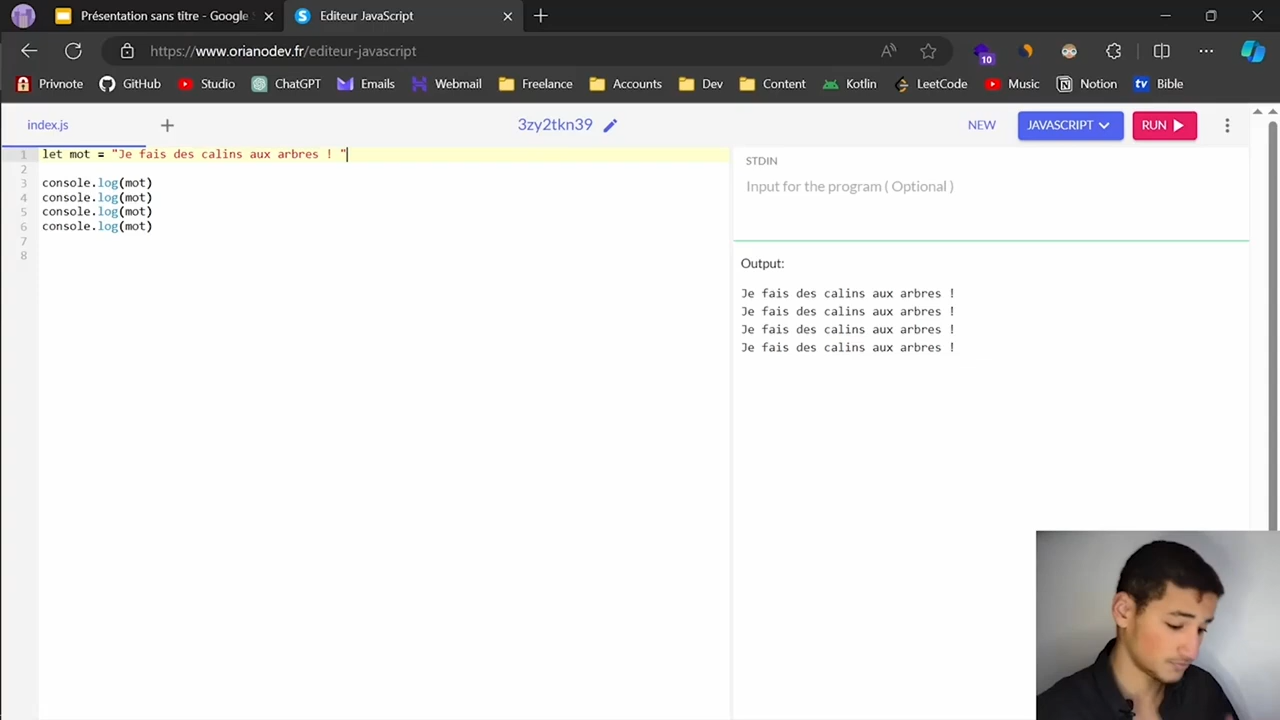 Présentation sans titre - Google
Editeur JavaScript
https://www.orianodev.fr/editeur-javascript
10
Privnote GitHub Studio ChatGPT Emails Webmail Freelance Accounts Dev Content Kotlin LeetCode Music Notion tv Bible
index.js
3zy2tkn39
NEW
JAVASCRIPT
RUN
1 let mot = "Je fais des calins aux arbres ! "
2
3 console.log(mot)
4 console.log(mot)
5 console.log(mot)
6 console.log(mot)
7
8
STDIN
Input for the program ( Optional )
Output:
Je fais des calins aux arbres !
Je fais des calins aux arbres !
Je fais des calins aux arbres !
Je fais des calins aux arbres !